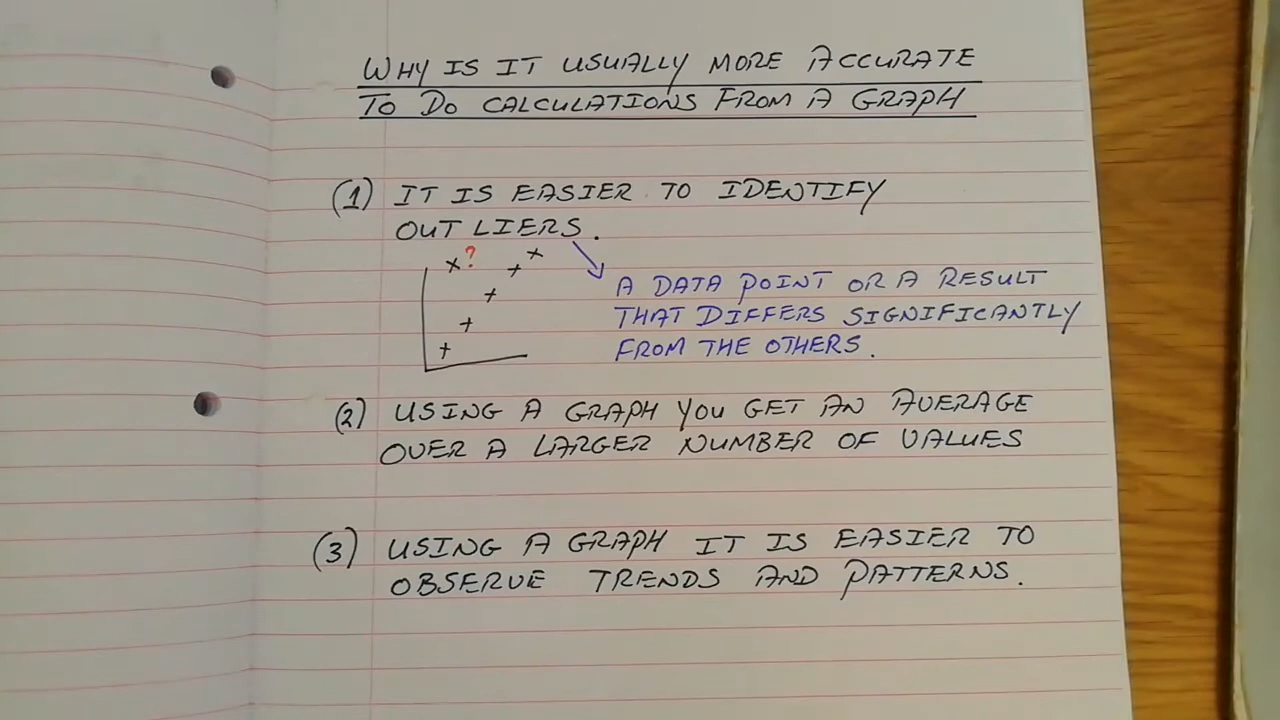 WHY IS IT USUALLY MORE ACCURATE
TO DO CALCULATIONS FROM A GRAPH
(1) IT IS EASIER TO IDENTIFY
OUTLIERS.
?
A DATA POINT OR A RESULT
THAT DIFFERS SIGNIFICANTLY
FROM THE OTHERS.
(2) USING A GRAPH YOU GET AN AVERAGE
OVER A LARGER NUMBER OF VALUES
(3) USING A GRAPH IT IS EASIER TO
OBSERVE TRENDS AND PATTERNS.